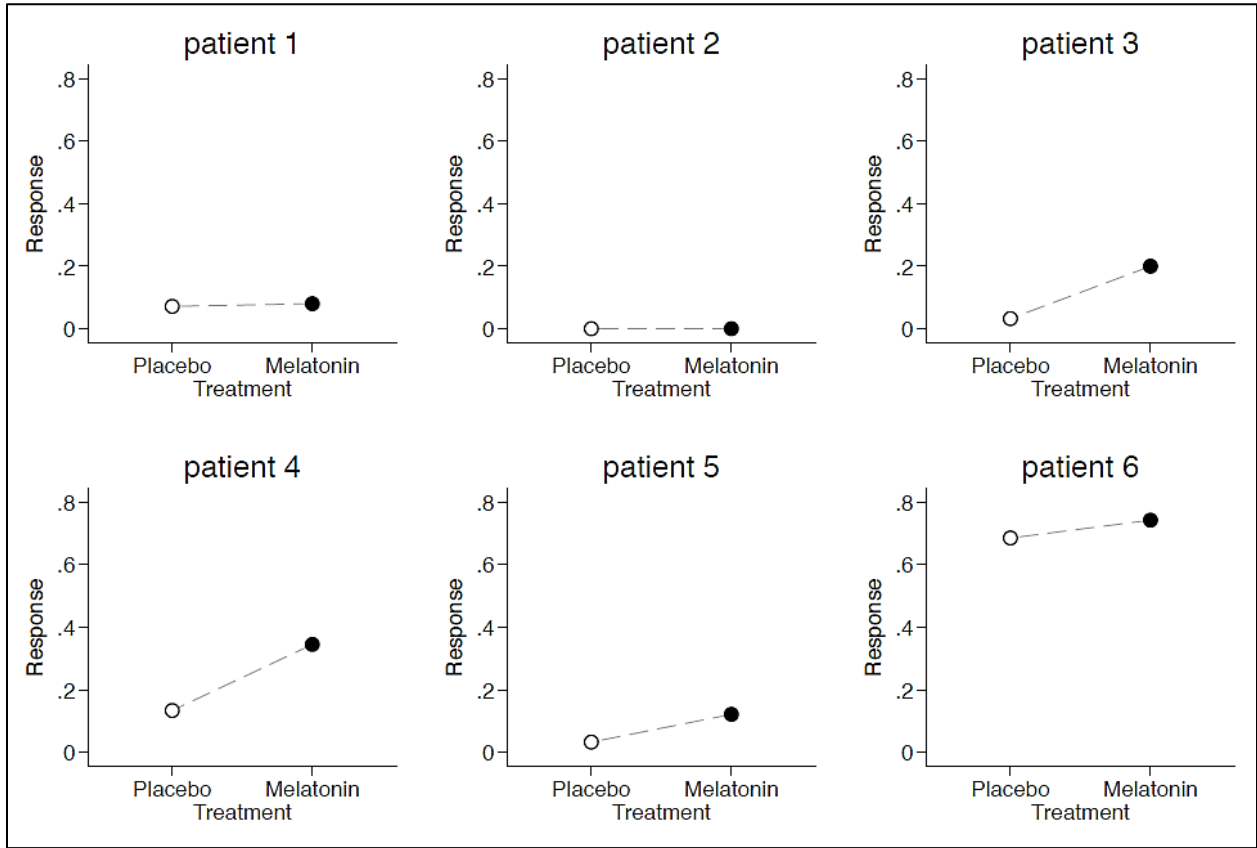 patient 1
.8
.6
.4
.2
0
Response
Placebo Melatonin
Treatment
patient 2
.8
.6
.4
.2
0
Response
Placebo Melatonin
Treatment
patient 3
.8
.6
.4
.2
0
Response
Placebo Melatonin
Treatment
patient 4
.8
.6
.4
.2
0
Response
Placebo Melatonin
Treatment
patient 5
.8
.6
.4
.2
0
Response
Placebo Melatonin
Treatment
patient 6
.8
.6
.4
.2
0
Response
Placebo Melatonin
Treatment